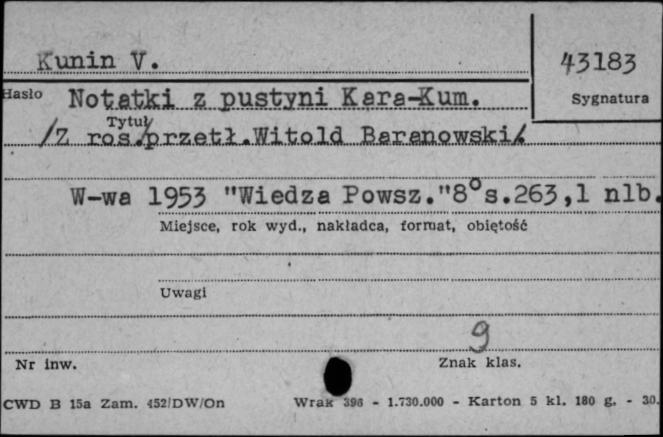 Kunin V.
43183
Hasło Notatki z pustyni Kara-Kum.
Sygnatura
Tytuł
/Z ros.przetł.Witold Baranowski/.
W-wa 1953 "Wiedza Powsz."8°s.263,1 nlb.
Miejsce, rok wyd., nakładca, format, objętość
Uwagi
9
Nr inw.
Znak klas.
CWD B 15a Zam. 452/DW/On Wrak 396 - 1.730.000 - Karton 5 kl. 180 g. - 30.